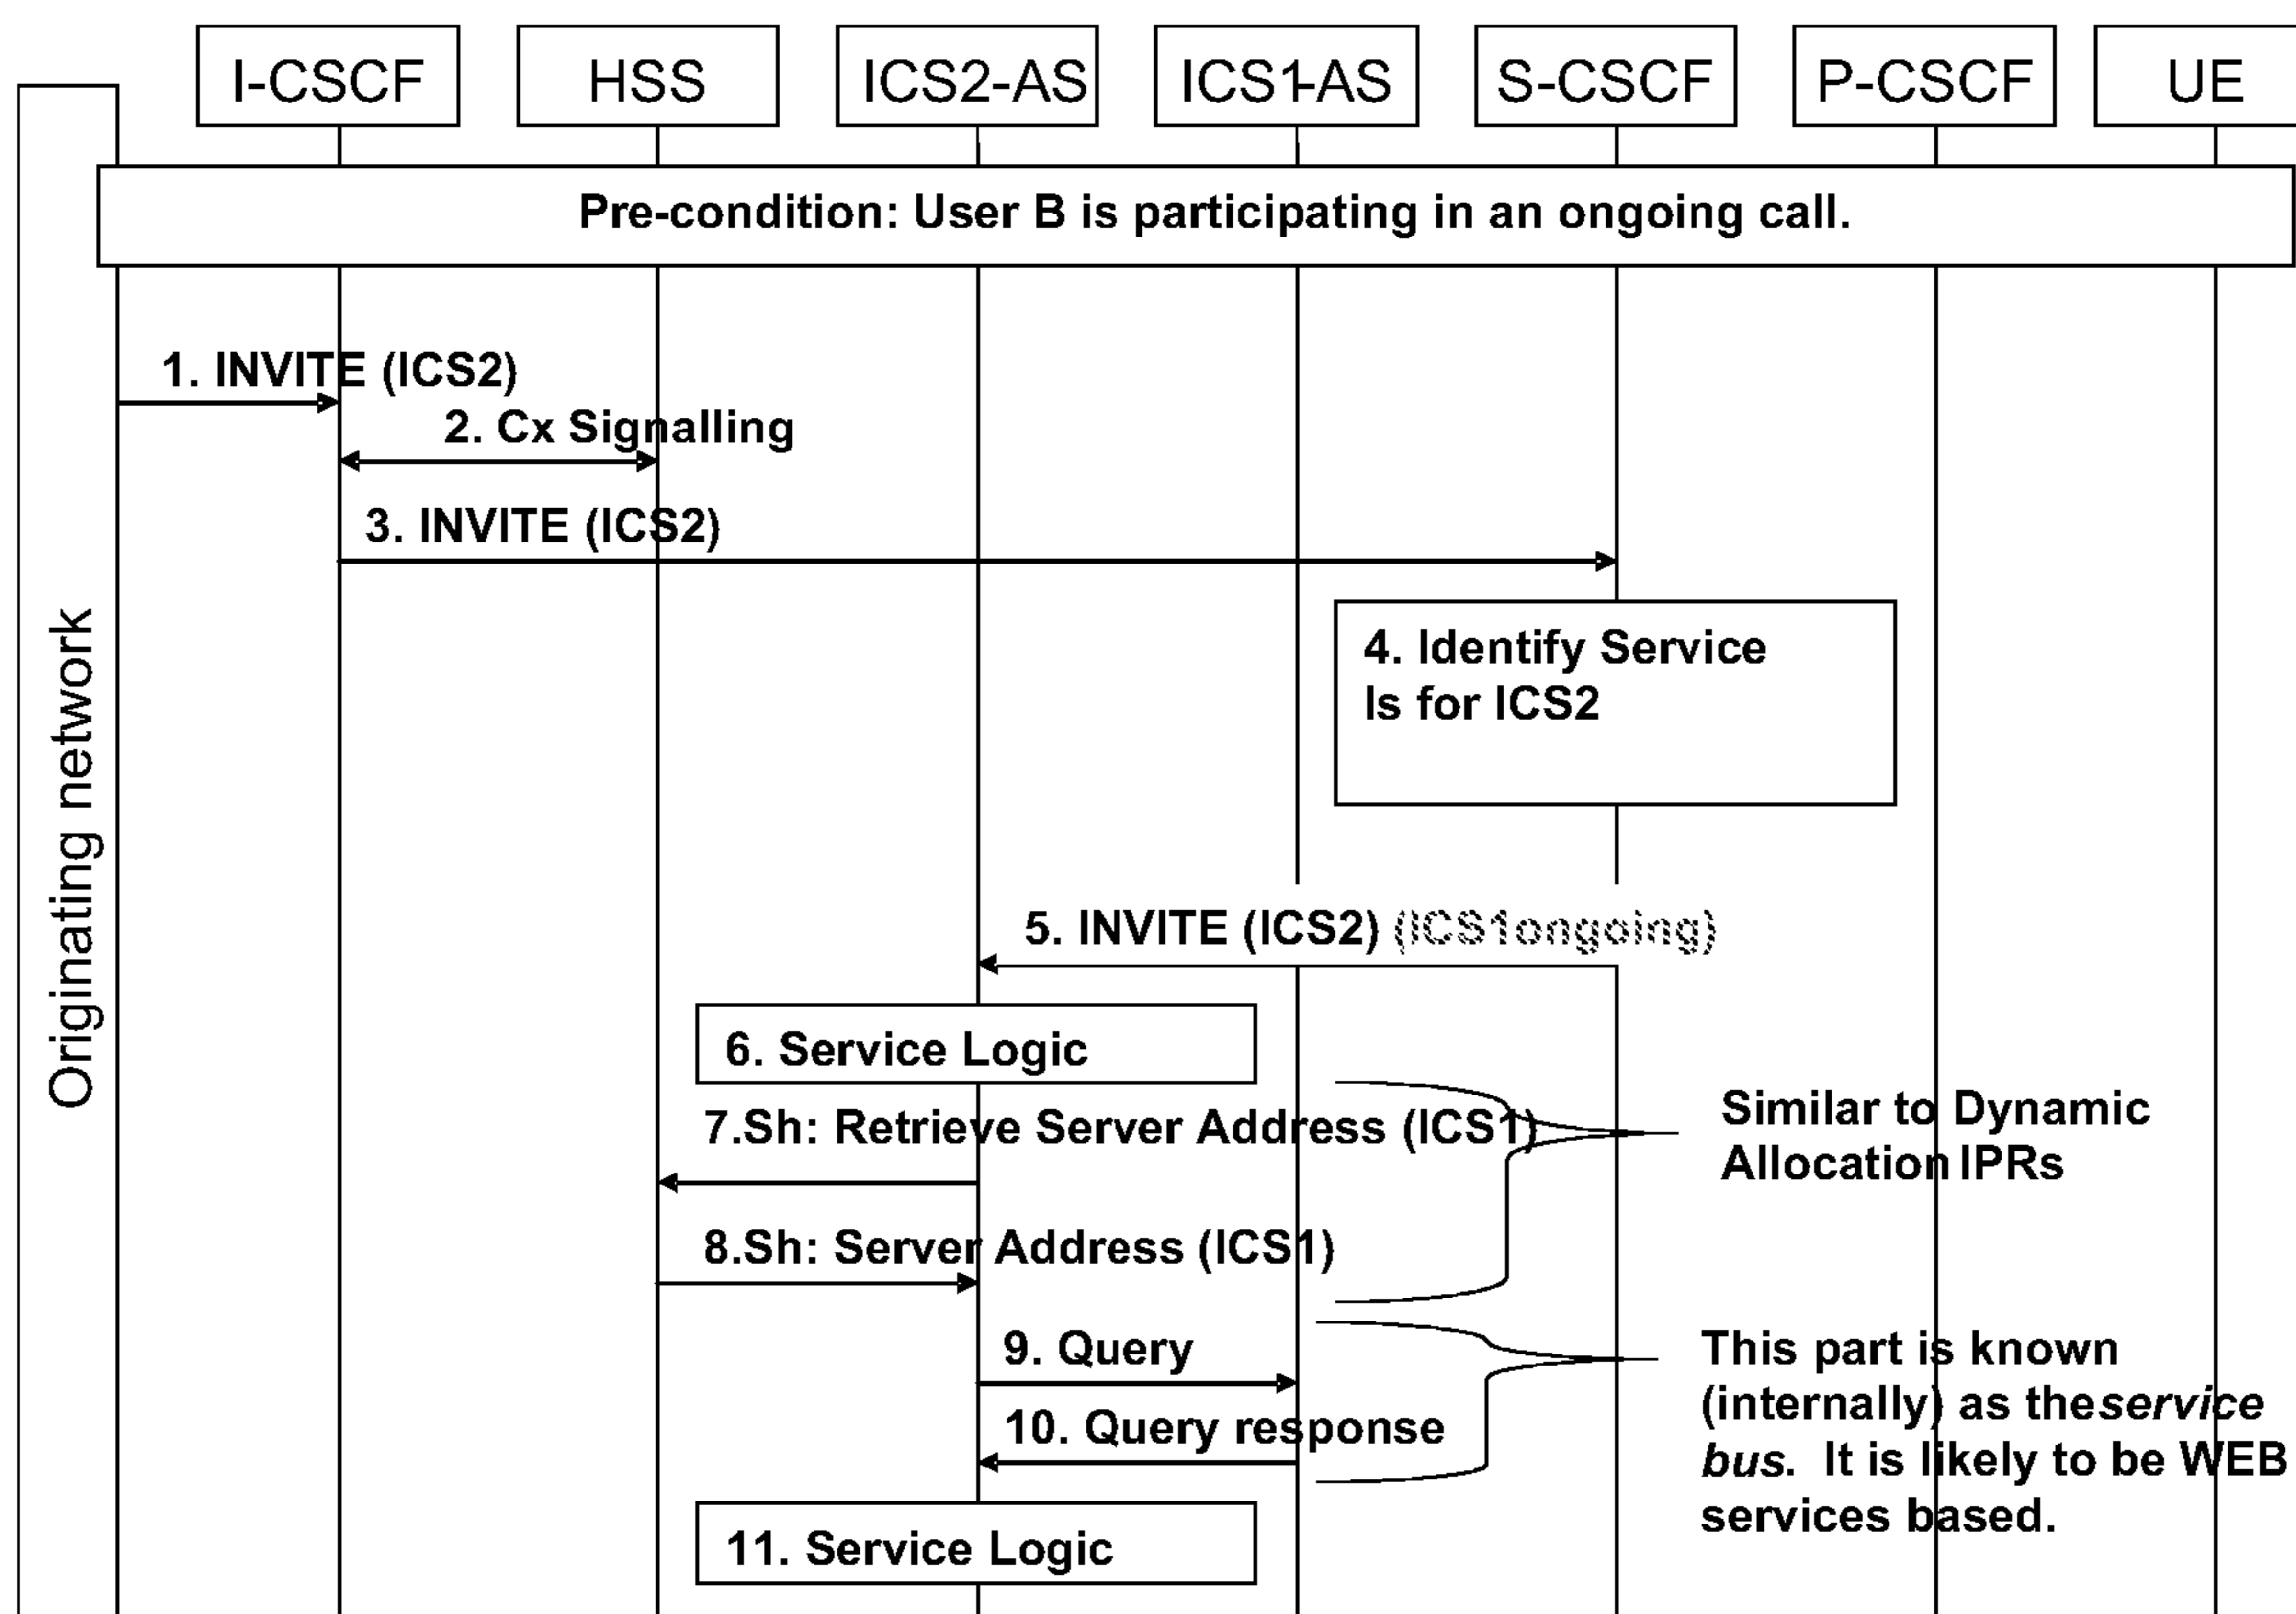 I-CSCF
HSS
ICS2-AS
ICS1-AS
S-CSCF
P-CSCF
UE
Originating network
Pre-condition: User B is participating in an ongoing call.
1. INVITE (ICS2)
2. Cx Signalling
3. INVITE (ICS2)
4. Identify Service
Is for ICS2
5. INVITE (ICS2) (ICS1ongoing)
6. Service Logic
7.Sh: Retrieve Server Address (ICS1)
Similar to Dynamic
Allocation IPRs
8.Sh: Server Address (ICS1)
9. Query
10. Query response
This part is known
(internally) as the service
bus. It is likely to be WEB
services based.
11. Service Logic